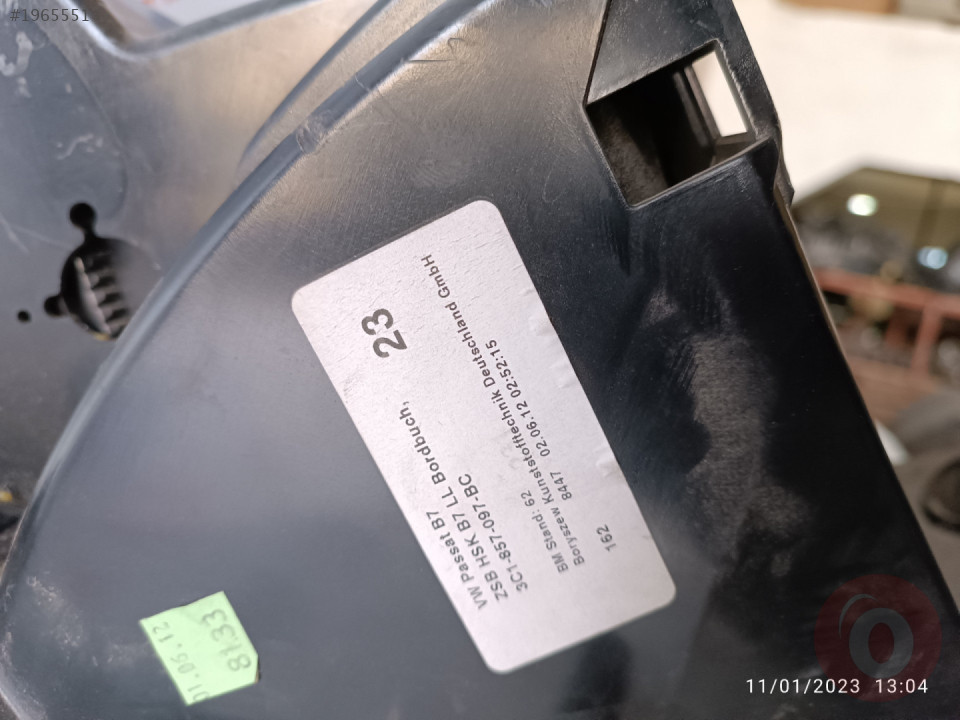 #1965551
VW Passat B7
ZSB HSK B7 LL Bordbuch,
23
3C1-857-097-BC
BM Stand: 62
Boryszew Kunststofftechnik Deutschland GmbH
8447 02.06.12 02:52:15
162
01.06.12
8133
11/01/2023 13:04